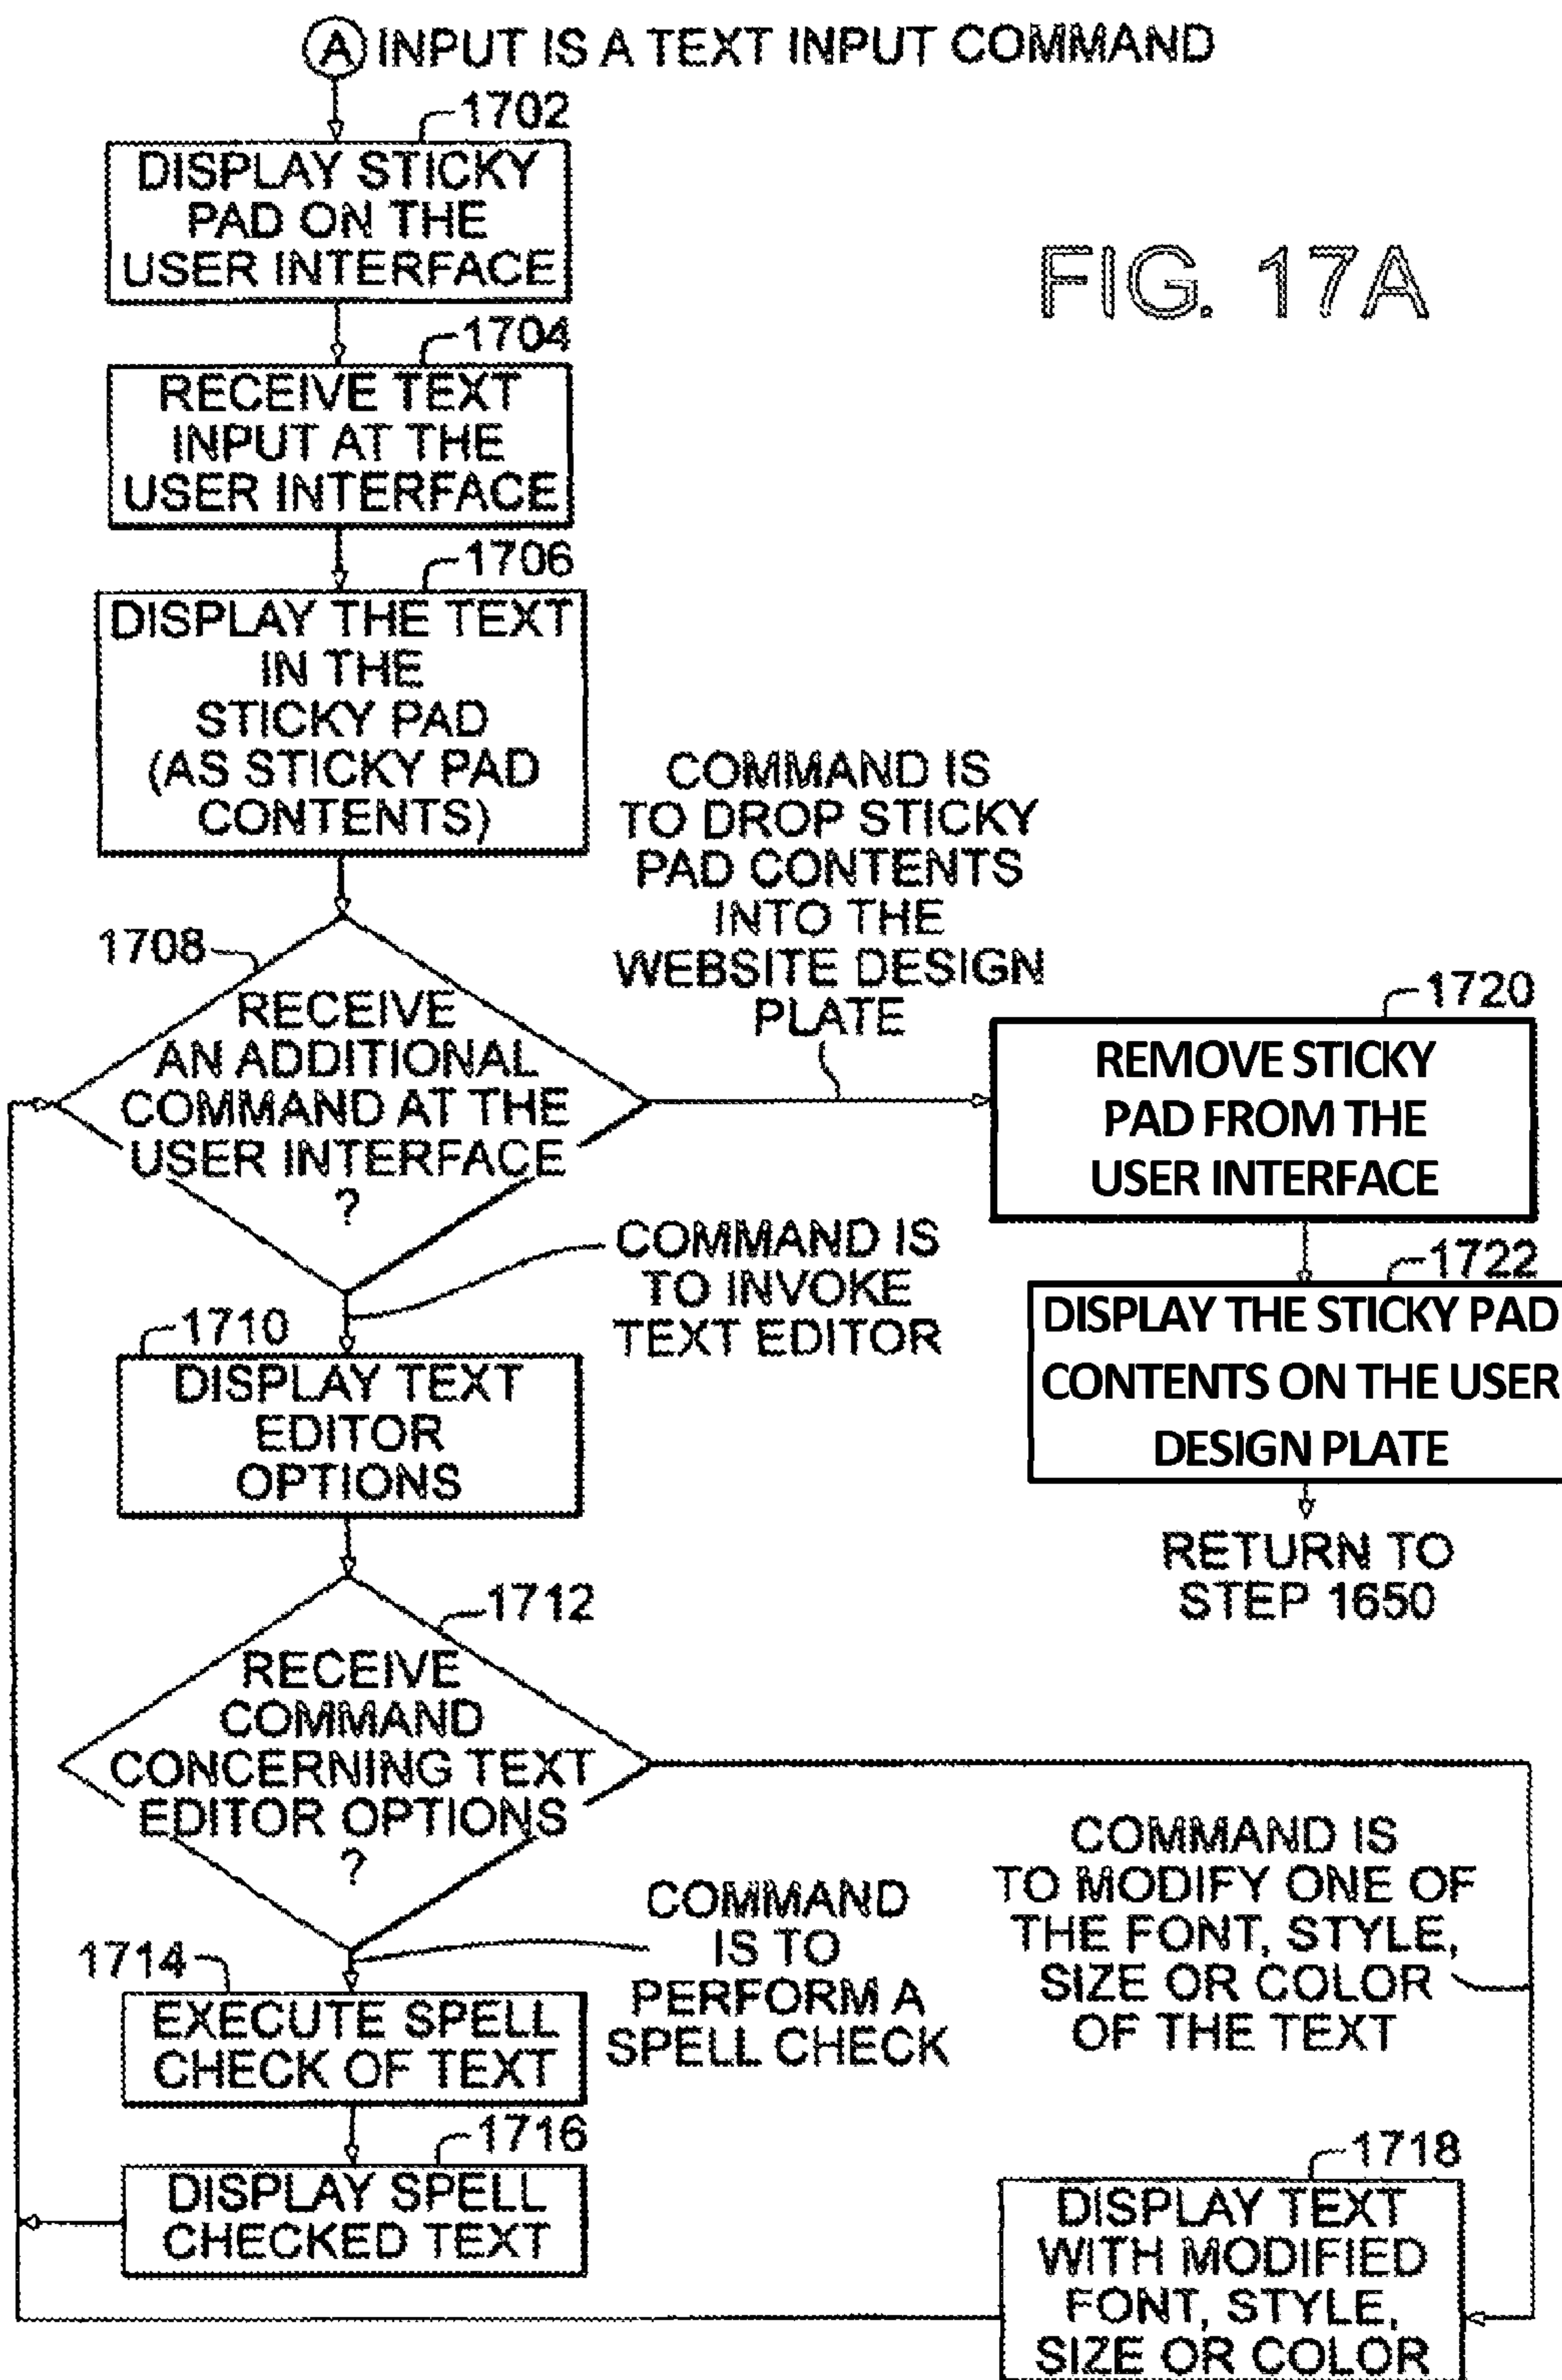 A INPUT IS A TEXT INPUT COMMAND
1702
DISPLAY STICKY
PAD ON THE
USER INTERFACE
FIG. 17A
1704
RECEIVE TEXT
INPUT AT THE
USER INTERFACE
1706
DISPLAY THE TEXT
IN THE
STICKY PAD
(AS STICKY PAD
CONTENTS)
COMMAND IS
TO DROP STICKY
PAD CONTENTS
INTO THE
WEBSITE DESIGN
PLATE
1708
RECEIVE
AN ADDITIONAL
COMMAND AT THE
USER INTERFACE
?
1720
REMOVE STICKY
PAD FROM THE
USER INTERFACE
COMMAND IS
TO INVOKE
TEXT EDITOR
1722
DISPLAY THE STICKY PAD
CONTENTS ON THE USER
DESIGN PLATE
RETURN TO
STEP 1650
1710
DISPLAY TEXT
EDITOR
OPTIONS
1712
RECEIVE
COMMAND
CONCERNING TEXT
EDITOR OPTIONS
?
COMMAND
IS TO
PERFORM A
SPELL CHECK
COMMAND IS
TO MODIFY ONE OF
THE FONT, STYLE,
SIZE OR COLOR
OF THE TEXT
1714
EXECUTE SPELL
CHECK OF TEXT
1716
DISPLAY SPELL
CHECKED TEXT
1718
DISPLAY TEXT
WITH MODIFIED
FONT, STYLE,
SIZE OR COLOR